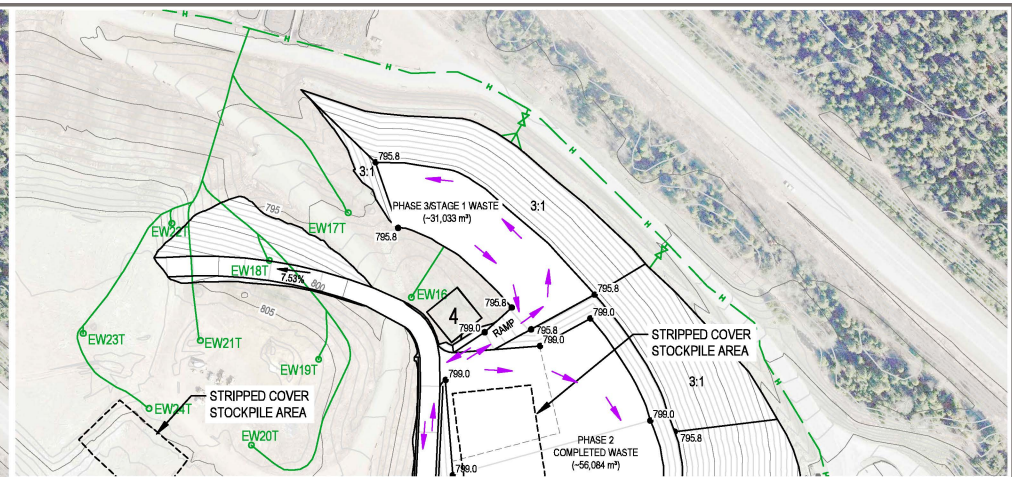 H
H
H
H
H
H
H
H
795.8
3:1
795
PHASE 3/STAGE 1 WASTE
(~31,033 m³)
3:1
EW17T
EW22T
795.8
EW18T
7.53%
800
EW16
805
795.8
795.8
4
799.0
RAMP
795.8
799.0
799.0
EW23T
EW21T
STRIPPED COVER
STOCKPILE AREA
EW19T
799.0
3:1
STRIPPED COVER
STOCKPILE AREA
EW24T
799.0
795.8
EW20T
PHASE 2
COMPLETED WASTE
(~56,084 m³)
799.0